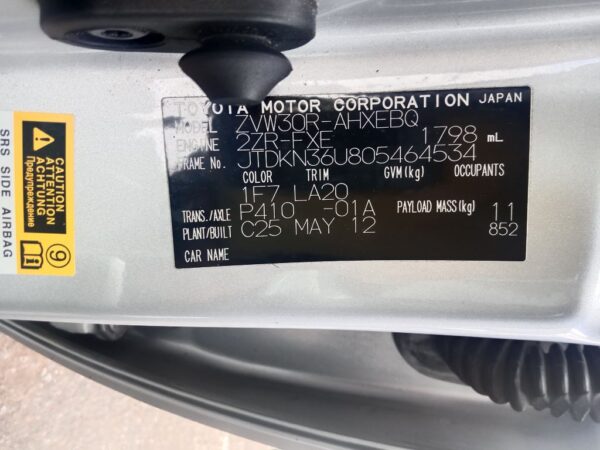 TOYOTA MOTOR CORPORATION JAPAN
MODEL ZVW30R-AHXEBQ
ENGINE 2ZR-FXE 1798 mL
FRAME No. JTDKN36U805464534
COLOR TRIM GVM(kg) OCCUPANTS
1F7 LA20
TRANS./AXLE P410 -01A PAYLOAD MASS(kg) 11
PLANT/BUILT C25 MAY 12 852
CAR NAME
SRS SIDE AIRBAG
CAUTION
ATTENTION
ACHTUNG
Предупреждение
9